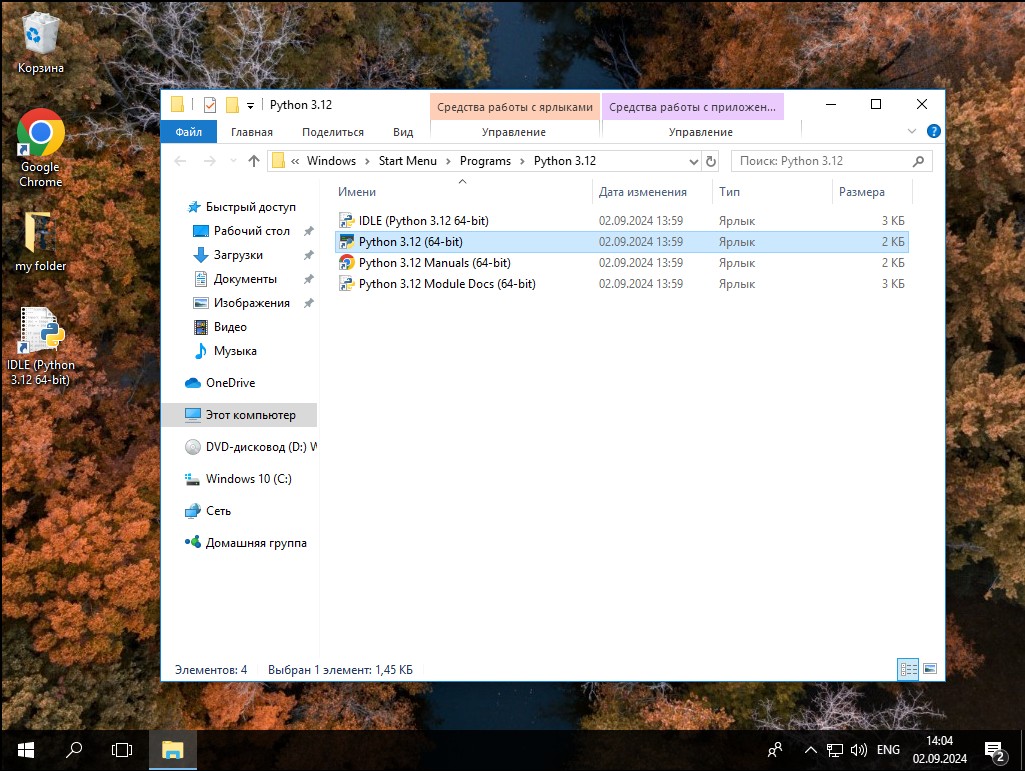 Корзина
Google
Chrome
my folder
IDLE (Python
3.12 64-bit)
Python 3.12
Средства работы с ярлыками
Средства работы с приложен...
Файл
Главная
Поделиться
Вид
Управление
Управление
?
« Windows > Start Menu > Programs > Python 3.12
Поиск: Python 3.12
Имени
Дата изменения
Тип
Размера
IDLE (Python 3.12 64-bit) 02.09.2024 13:59 Ярлык 3 КБ
Python 3.12 (64-bit) 02.09.2024 13:59 Ярлык 2 КБ
Python 3.12 Manuals (64-bit) 02.09.2024 13:59 Ярлык 2 КБ
Python 3.12 Module Docs (64-bit) 02.09.2024 13:59 Ярлык 3 КБ
Быстрый доступ
Рабочий стол
Загрузки
Документы
Изображения
Видео
Музыка
OneDrive
Этот компьютер
DVD-дисковод (D:) W
Windows 10 (C:)
Сеть
Домашняя группа
Элементов: 4
Выбран 1 элемент: 1,45 КБ
ENG
14:04
02.09.2024
2